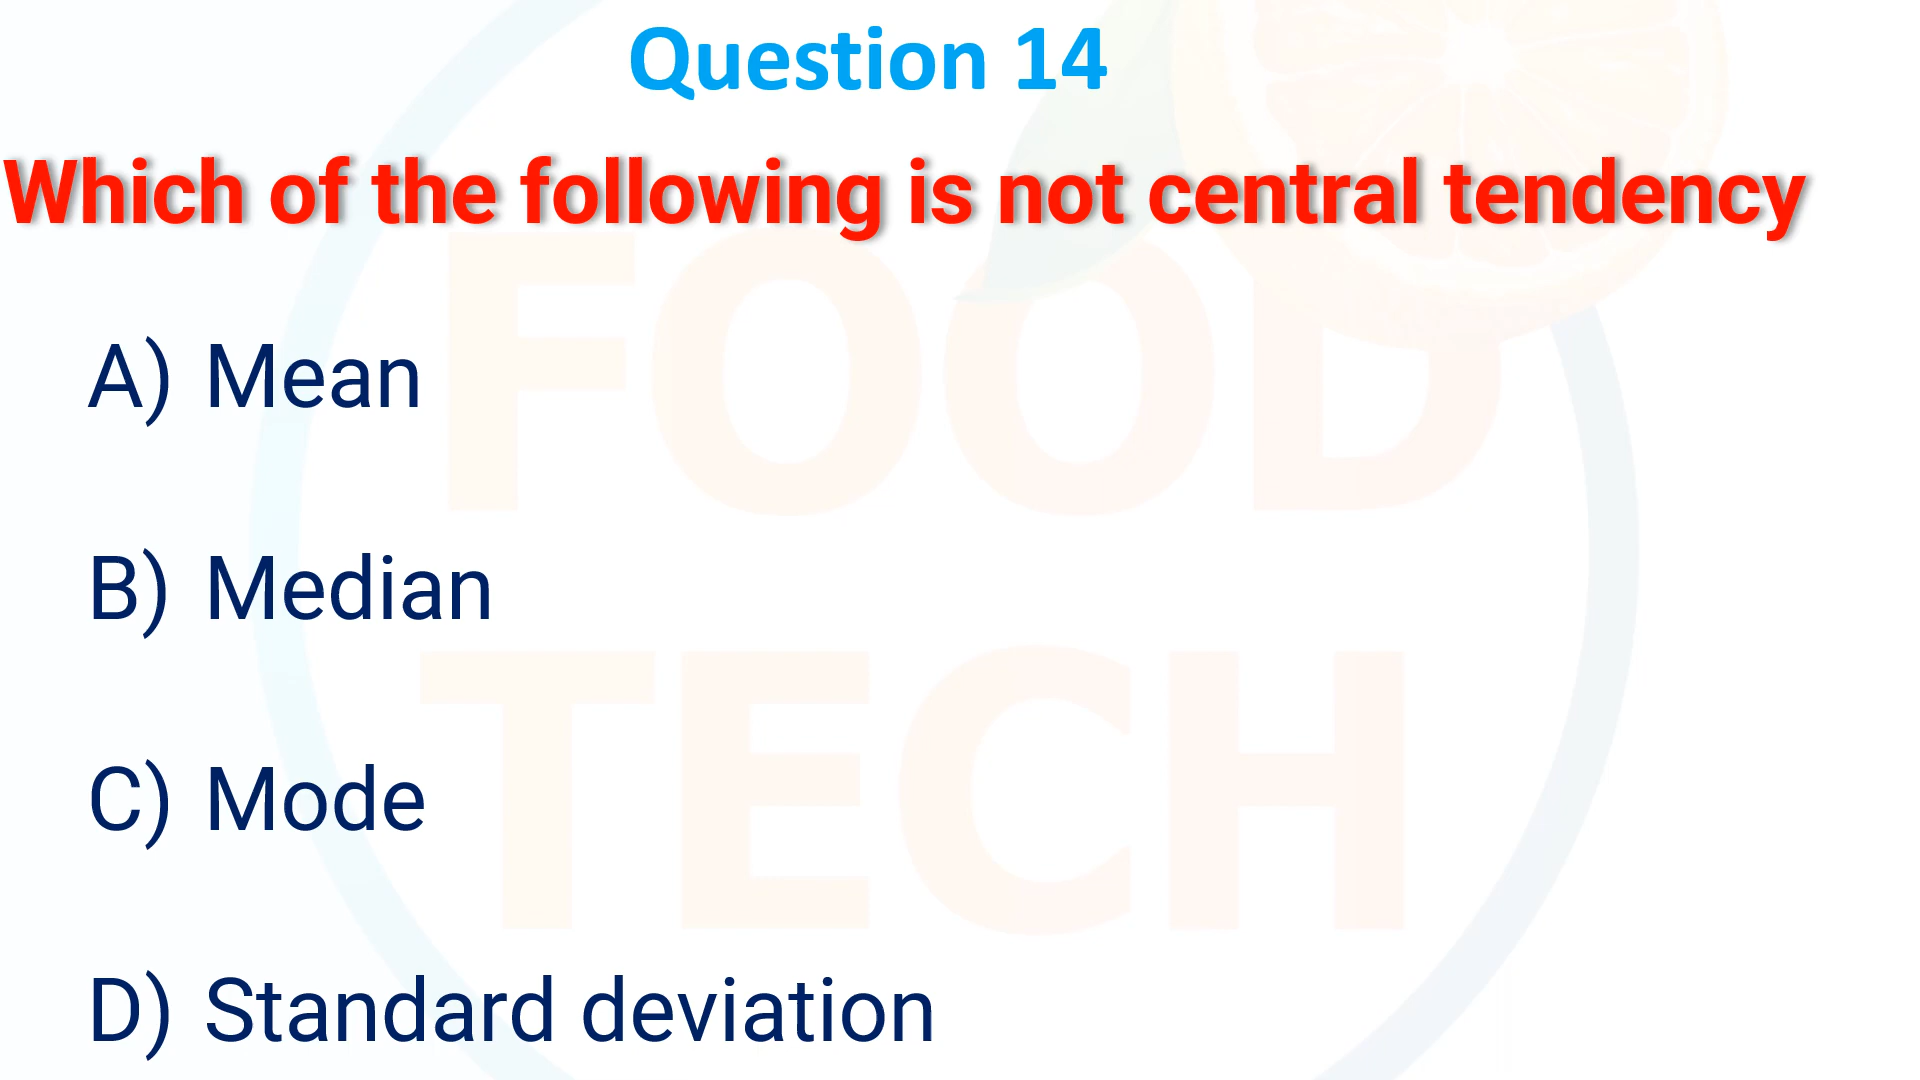 Question 14
Which of the following is not central tendency
FOOD
A) Mean
B) Median
TECH
C) Mode
D) Standard deviation